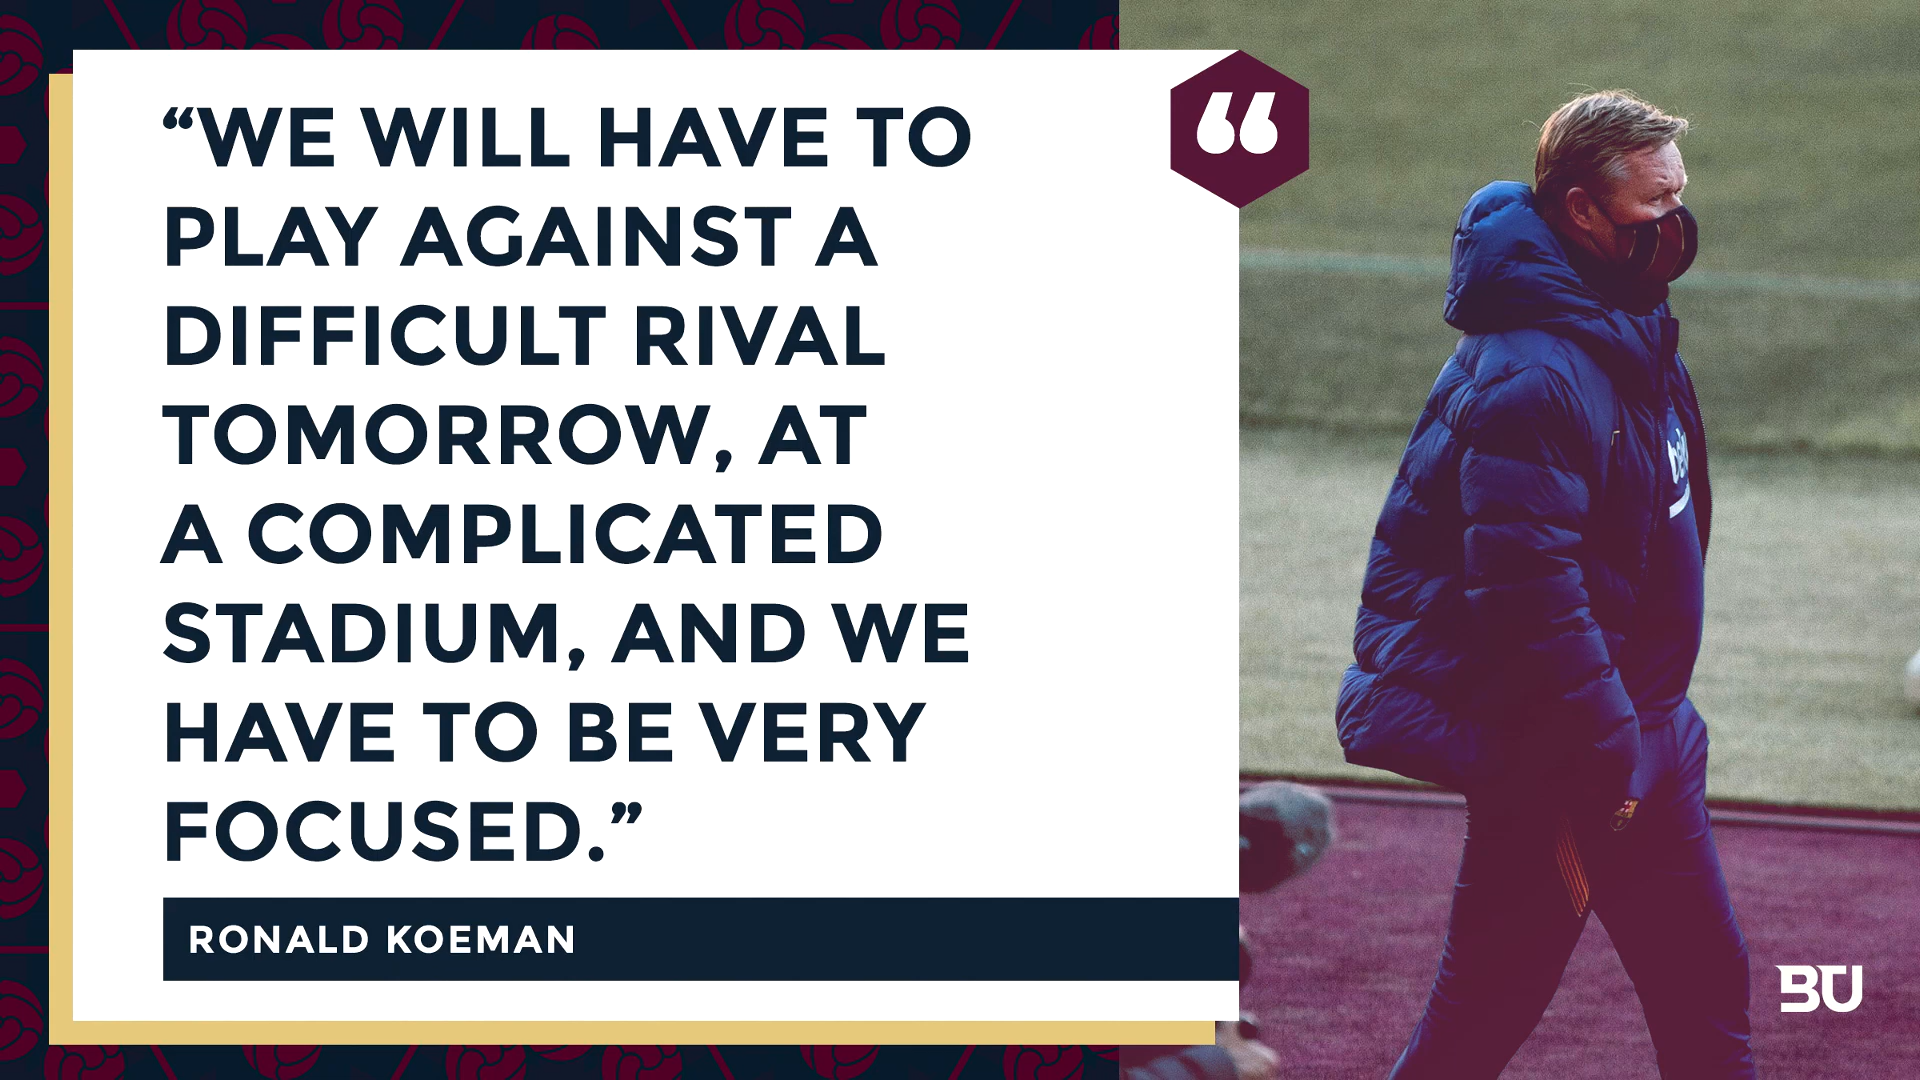 “WE WILL HAVE TO
PLAY AGAINST A
DIFFICULT RIVAL
TOMORROW, AT
A COMPLICATED
STADIUM, AND WE
HAVE TO BE VERY
FOCUSED.”
RONALD KOEMAN
BTU